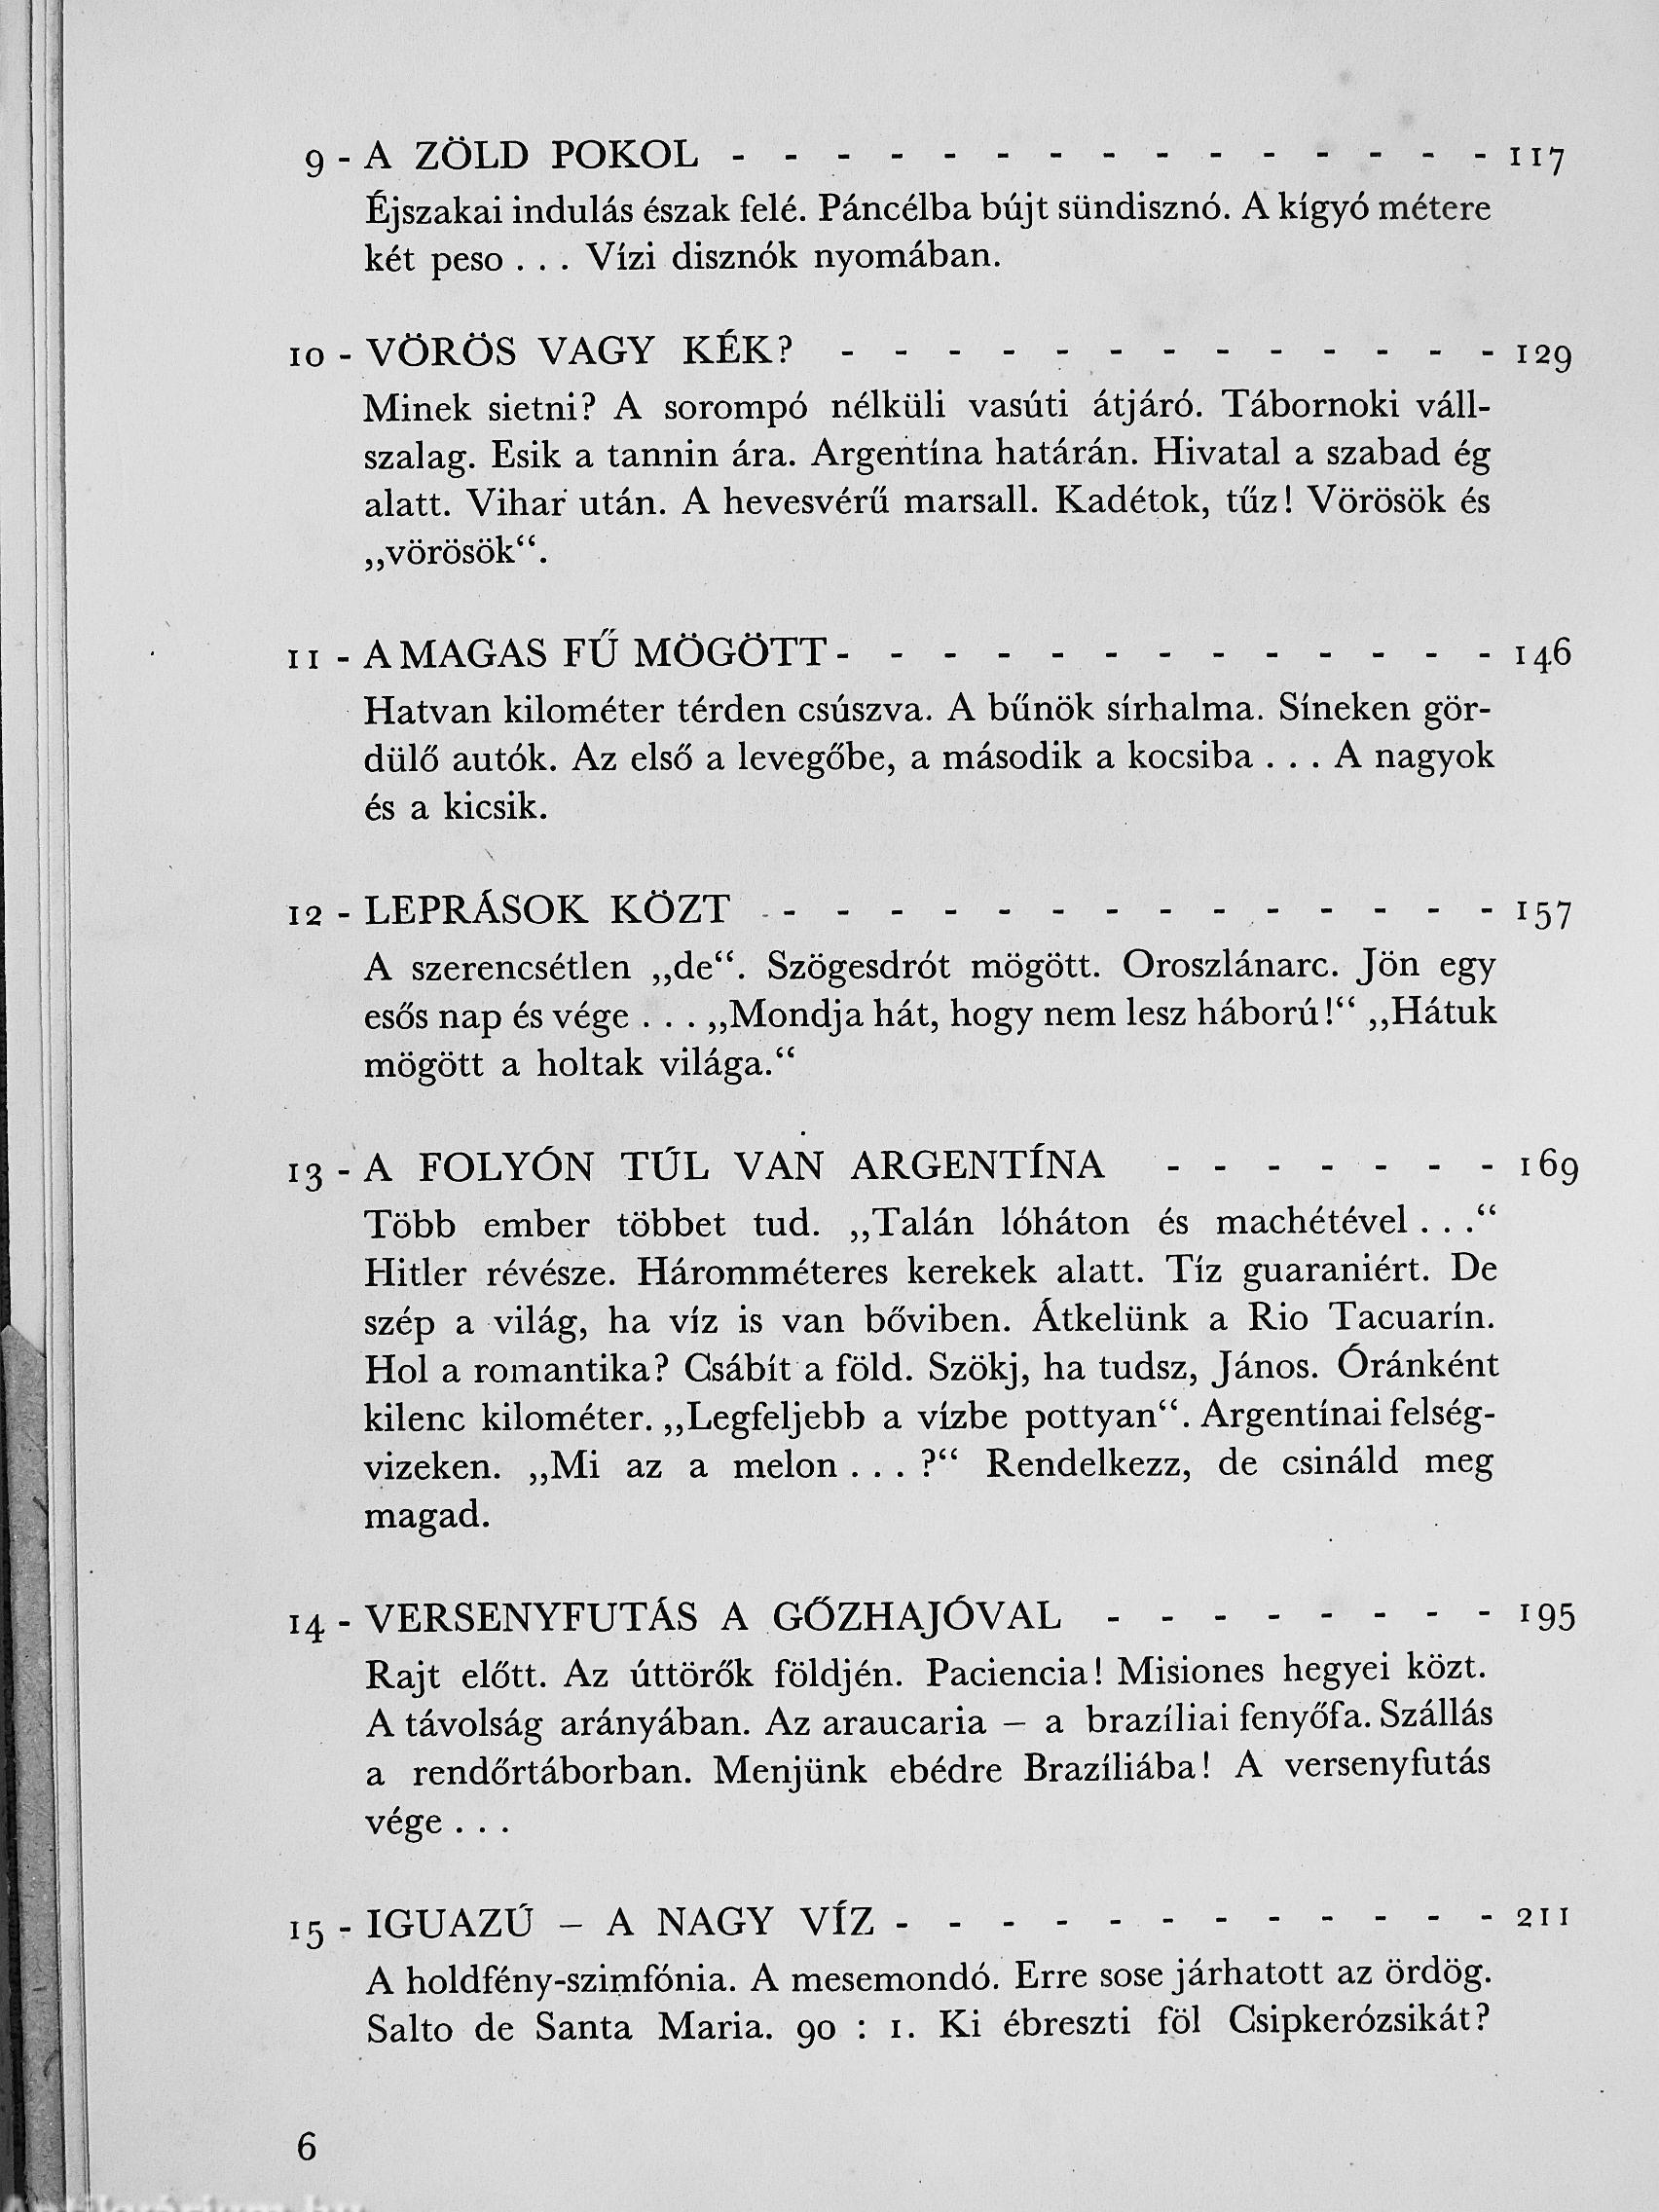 9 - A ZÖLD POKOL - - - - - - - - - - - - - - - 117
Éjszakai indulás észak felé. Páncélba bújt sündisznó. A kígyó métere
két peso . . . Vízi disznók nyomában.
10 - VÖRÖS VAGY KÉK? - - - - - - - - - - - - - 129
Minek sietni? A sorompó nélküli vasúti átjáró. Tábornoki váll-
szalag. Esik a tannin ára. Argentína határán. Hivatal a szabad ég
alatt. Vihar után. A hevesvérű marsall. Kadétok, tűz! Vörösök és
„vörösök“.
11 - A MAGAS FŰ MÖGÖTT - - - - - - - - - - - - - 146
Hatvan kilométer térden csúszva. A bűnök sírhalma. Síneken gör-
dülő autók. Az első a levegőbe, a második a kocsiba . . . A nagyok
és a kicsik.
12 - LEPRÁSOK KÖZT - - - - - - - - - - - - - - 157
A szerencsétlen „de“. Szögesdrót mögött. Oroszlánarc. Jön egy
esős nap és vége . . . „Mondja hát, hogy nem lesz háború!“ „Hátuk
mögött a holtak világa.“
13 - A FOLYÓN TÚL VAN ARGENTÍNA - - - - - - - 169
Több ember többet tud. „Talán lóháton és machétével . . .“
Hitler révésze. Háromméteres kerekek alatt. Tíz guaraniért. De
szép a világ, ha víz is van bőviben. Átkelünk a Rio Tacuarín.
Hol a romantika? Csábít a föld. Szökj, ha tudsz, János. Óránként
kilenc kilométer. „Legfeljebb a vízbe pottyan“. Argentínai felség-
vizeken. „Mi az a melon . . . ?“ Rendelkezz, de csináld meg
magad.
14 - VERSENYFUTÁS A GŐZHAJÓVAL - - - - - - - - 195
Rajt előtt. Az úttörők földjén. Paciencia! Misiones hegyei közt.
A távolság arányában. Az araucaria – a brazíliai fenyőfa. Szállás
a rendőrtáborban. Menjünk ebédre Brazíliába! A versenyfutás
vége . . .
15 - IGUAZÚ – A NAGY VÍZ - - - - - - - - - - - - 211
A holdfény-szimfónia. A mesemondó. Erre sose járhatott az ördög.
Salto de Santa Maria. 90 : 1. Ki ébreszti föl Csipkerózsikát?
6